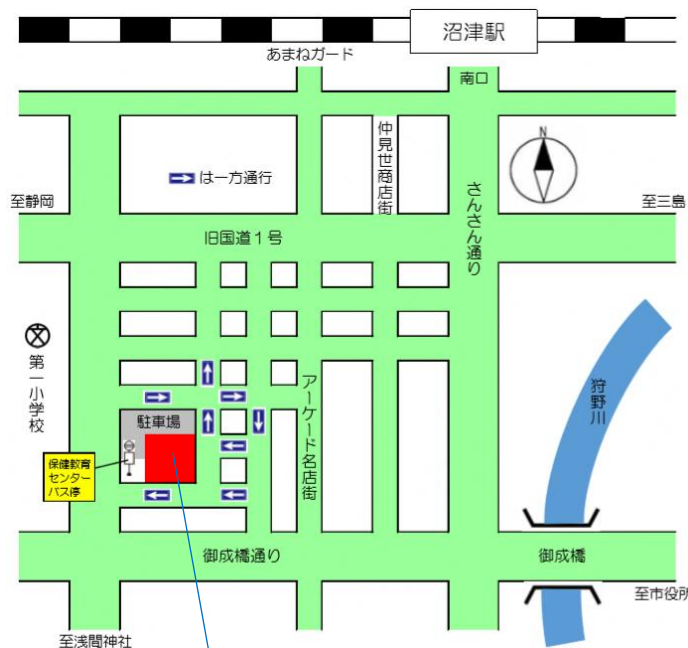 沼津駅
あまねガード
南口
仲見世商店街
N
は一方通行
さんさん通り
至静岡
至三島
旧国道1号
第一小学校
アーケード名店街
狩野川
駐車場
保健教育
センター
バス停
御成橋通り
御成橋
至市役所
至浅間神社